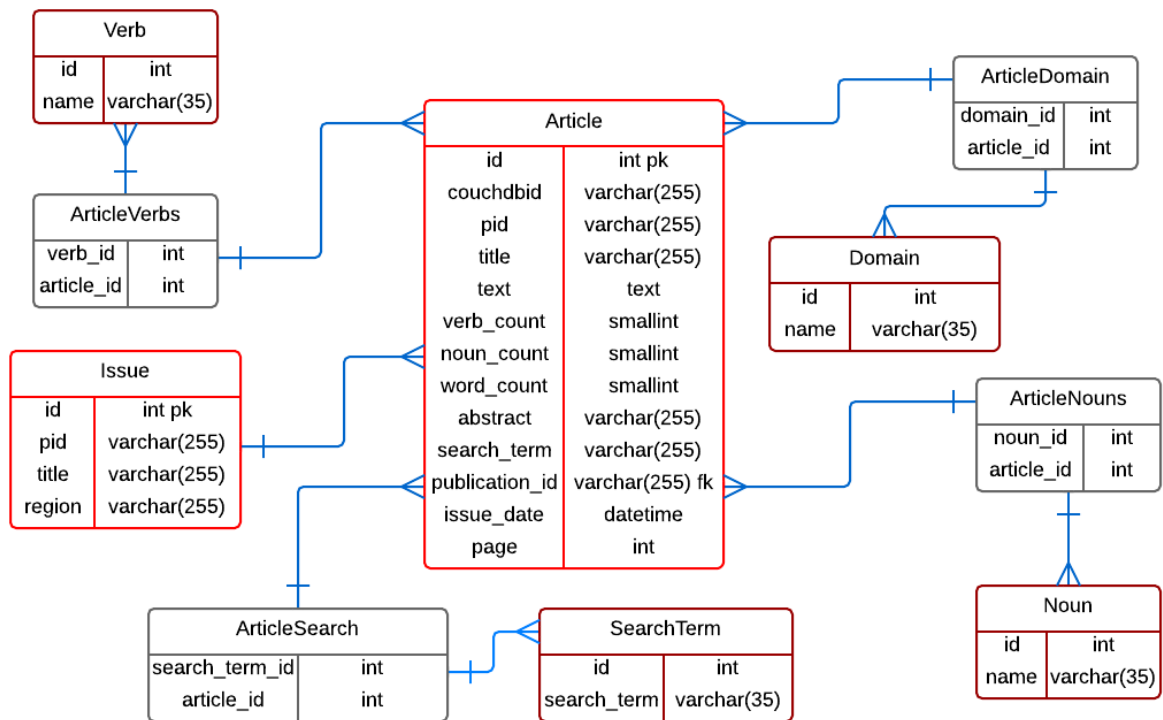 Verb
id int
name varchar(35)
ArticleVerbs
verb_id int
article_id int
Issue
id int pk
pid varchar(255)
title varchar(255)
region varchar(255)
Article
id int pk
couchdbid varchar(255)
pid varchar(255)
title varchar(255)
text text
verb_count smallint
noun_count smallint
word_count smallint
abstract varchar(255)
search_term varchar(255)
publication_id varchar(255) fk
issue_date datetime
page int
ArticleDomain
domain_id int
article_id int
Domain
id int
name varchar(35)
ArticleNouns
noun_id int
article_id int
Noun
id int
name varchar(35)
ArticleSearch
search_term_id int
article_id int
SearchTerm
id int
search_term varchar(35)